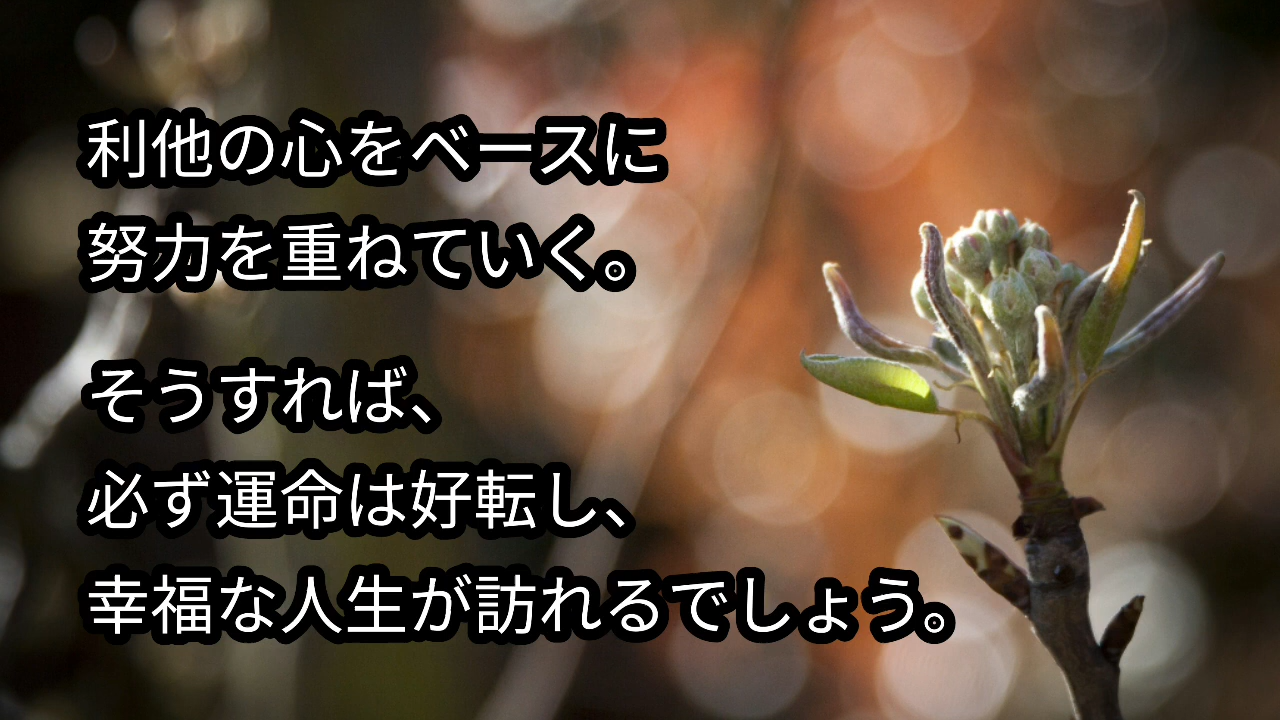 利他の心をベースに
努力を重ねていく。
そうすれば、
必ず運命は好転し、
幸福な人生が訪れるでしょう。